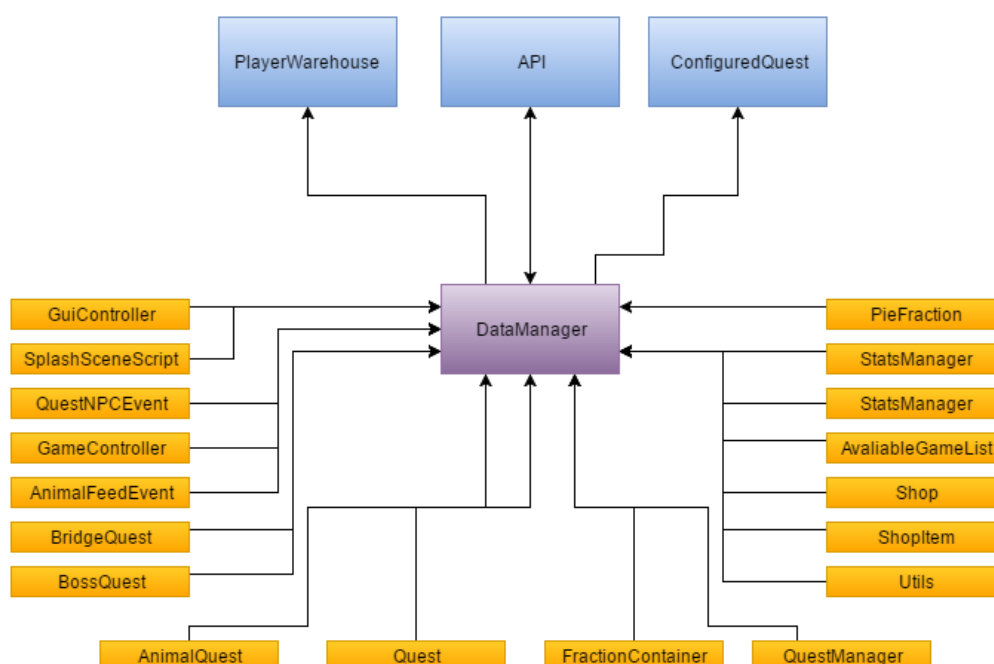 PlayerWarehouse
API
ConfiguredQuest
DataManager
GuiController
SplashSceneScript
QuestNPCEvent
GameController
AnimalFeedEvent
BridgeQuest
BossQuest
PieFraction
StatsManager
StatsManager
AvaliableGameList
Shop
ShopItem
Utils
AnimalQuest
Quest
FractionContainer
QuestManager